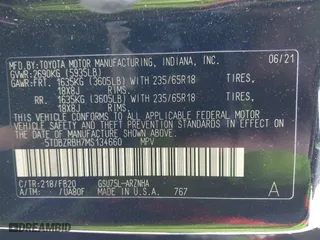 MFD.BY:TOYOTA MOTOR MANUFACTURING, INDIANA, INC.
GVWR:2690KG (5935LB) 06/21
GAWR:FRT. 1635KG (3605LB) WITH 235/65R18 TIRES,
18X8J RIMS,
RR. 1635KG (3605LB) WITH 235/65R18 TIRES,
18X8J RIMS.
THIS VEHICLE CONFORMS TO ALL APPLICABLE
FEDERAL MOTOR VEHICLE SAFETY AND THEFT
PREVENTION STANDARDS IN EFFECT ON THE
DATE OF MANUFACTURE SHOWN ABOVE.
5TDBZRBH7MS134660 MPV
C/TR:218/FB20 GSU75L-ARZNHA
A/TM: /UA80F MADE IN U.S.A. 767 A